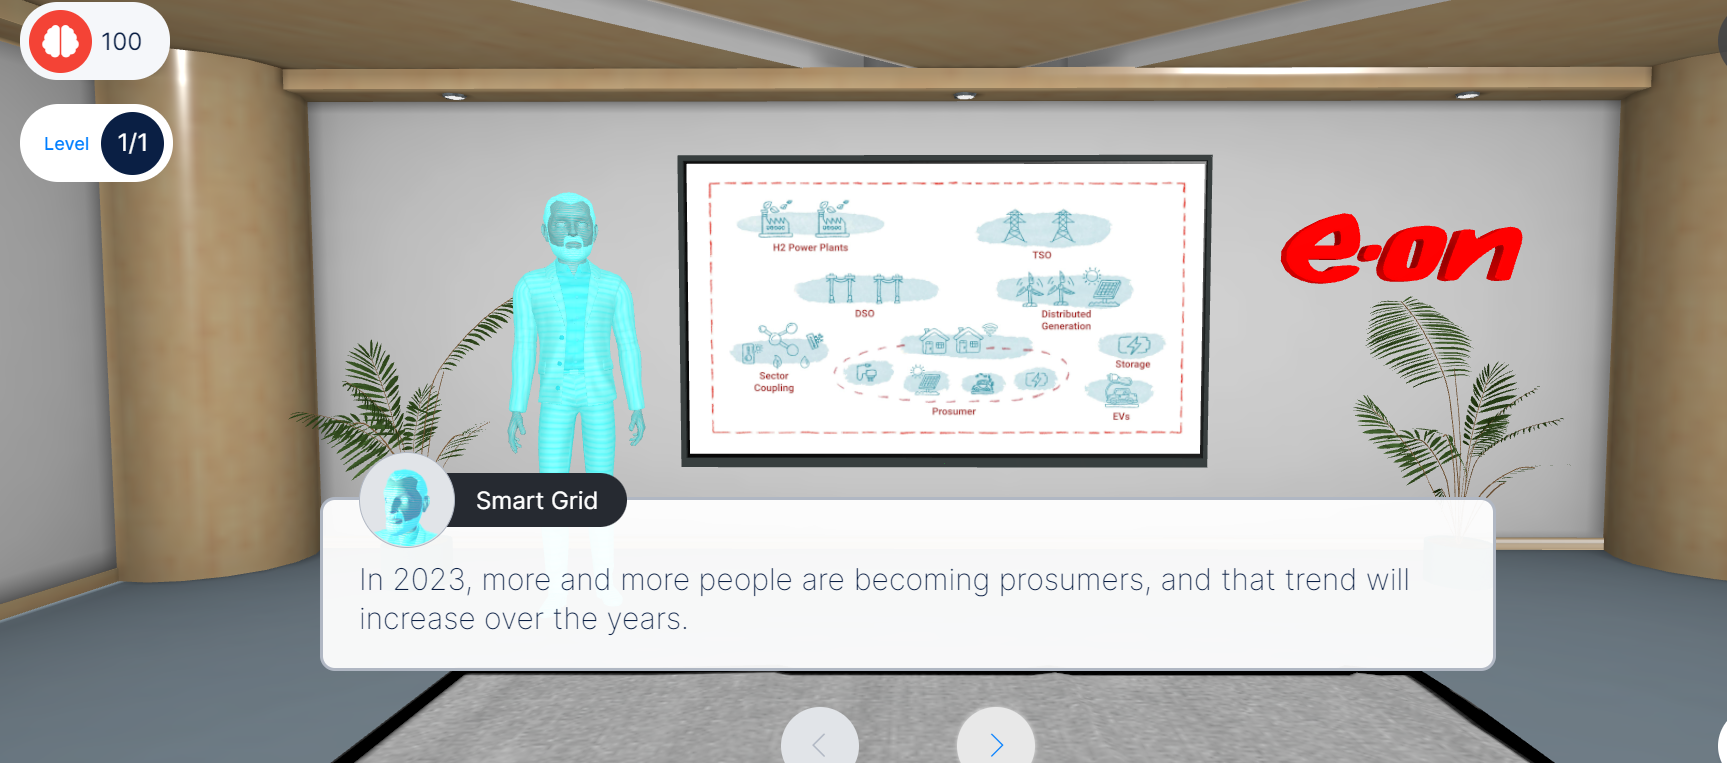 100
Level 1/1
H2 Power Plants
TSO
DSO
Distributed
Generation
Sector
Coupling
Storage
Prosumer
EVs
e·on
Smart Grid
In 2023, more and more people are becoming prosumers, and that trend will
increase over the years.